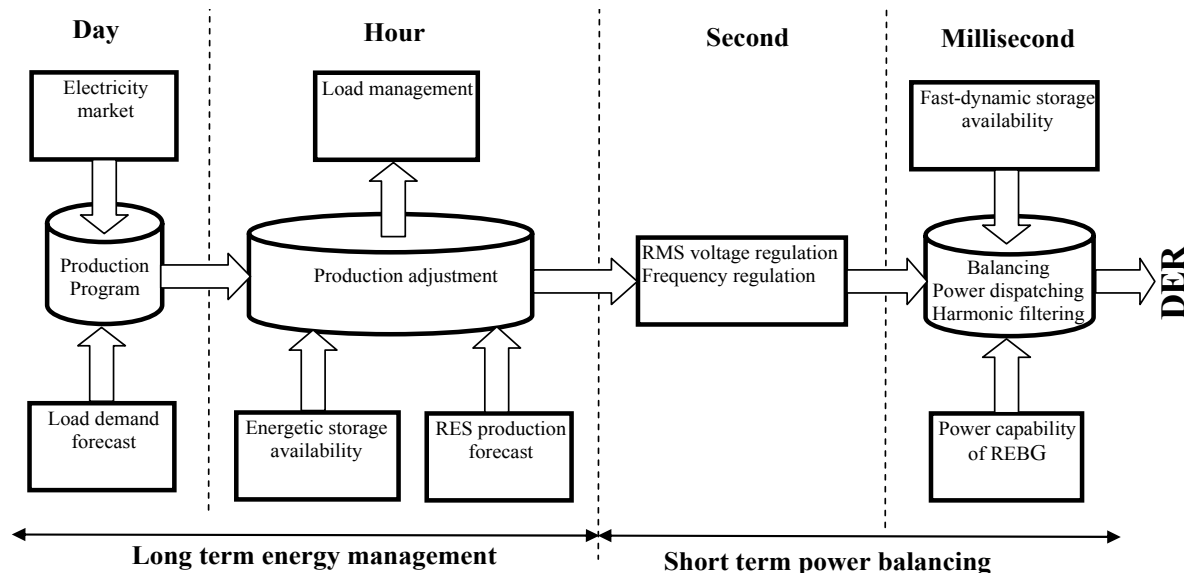 Day
Hour
Second
Millisecond
Electricity
market
Load management
Fast-dynamic storage
availability
Production
Program
Production adjustment
RMS voltage regulation
Frequency regulation
Balancing
Power dispatching
Harmonic filtering
DER
Load demand
forecast
Energetic storage
availability
RES production
forecast
Power capability
of REBG
Long term energy management
Short term power balancing